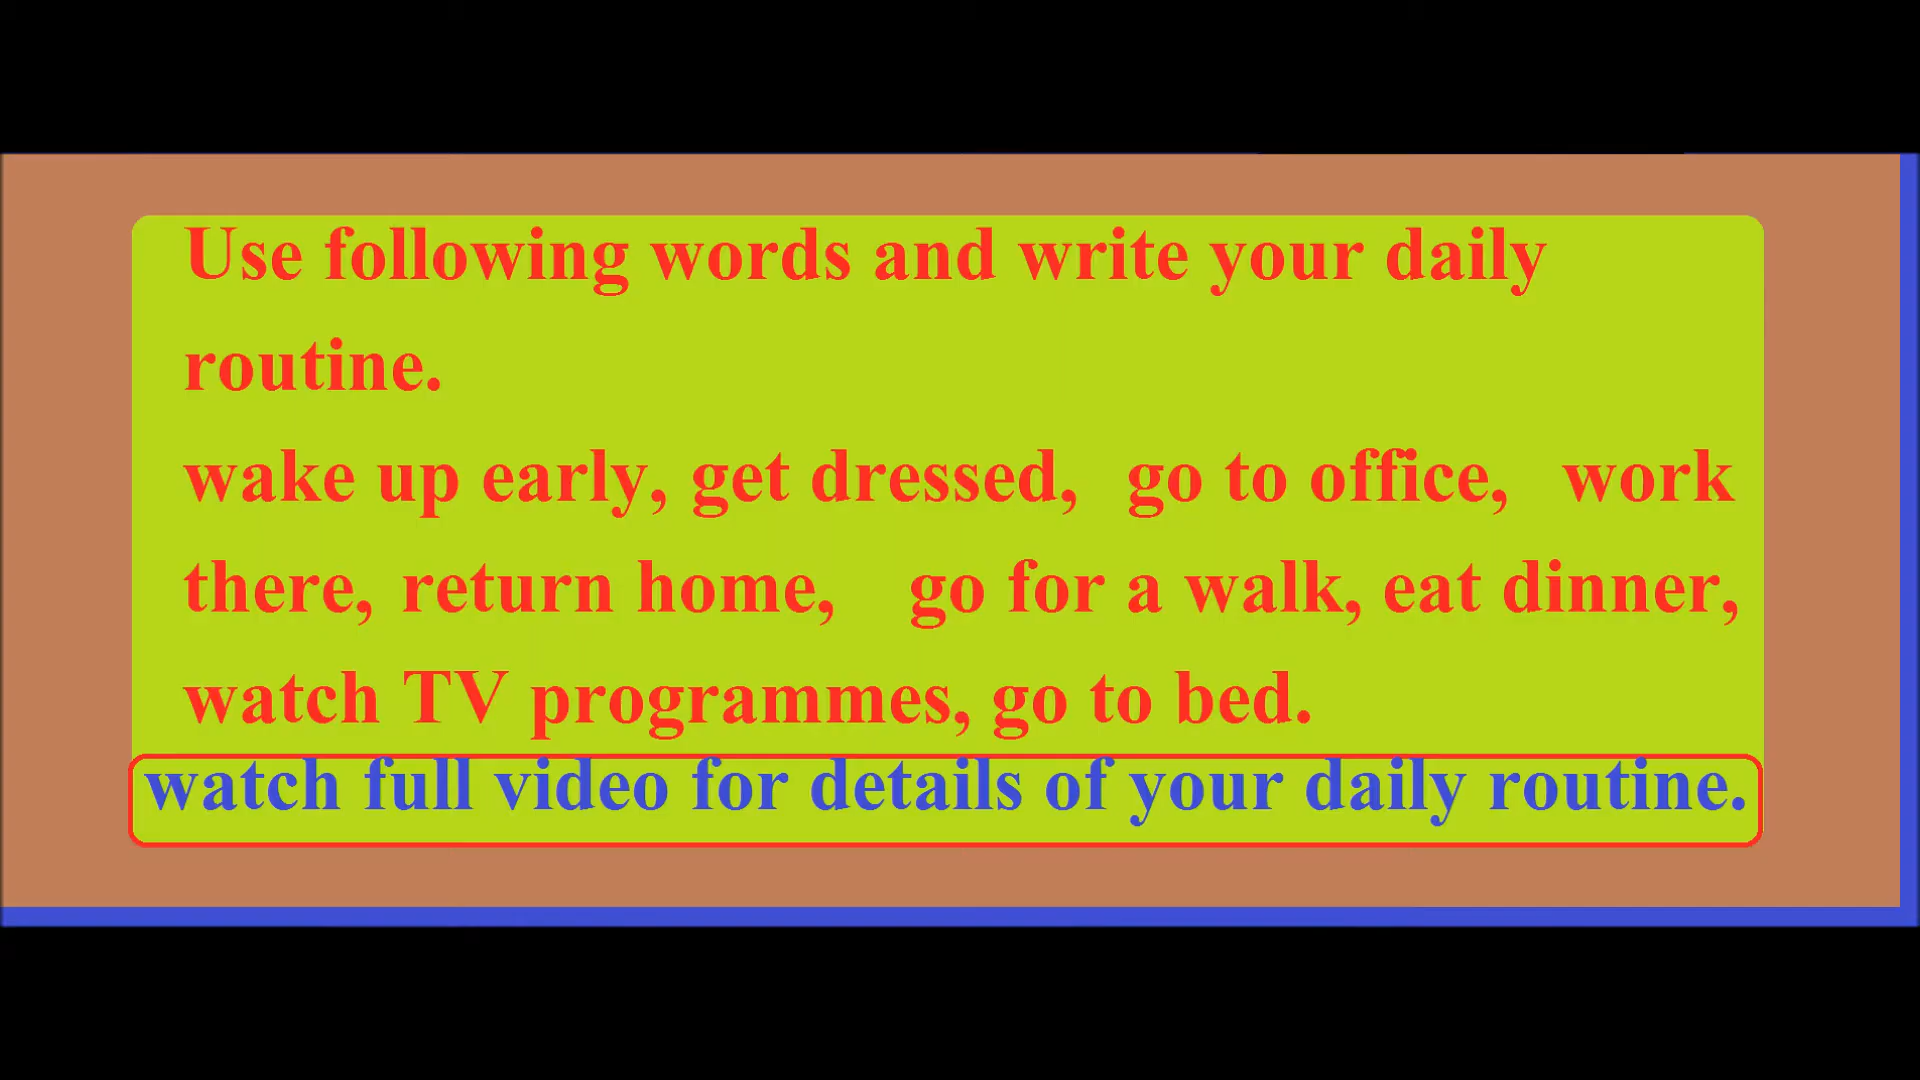 Use following words and write your daily
routine.
wake up early, get dressed, go to office, work
there, return home, go for a walk, eat dinner,
watch TV programmes, go to bed.
watch full video for details of your daily routine.